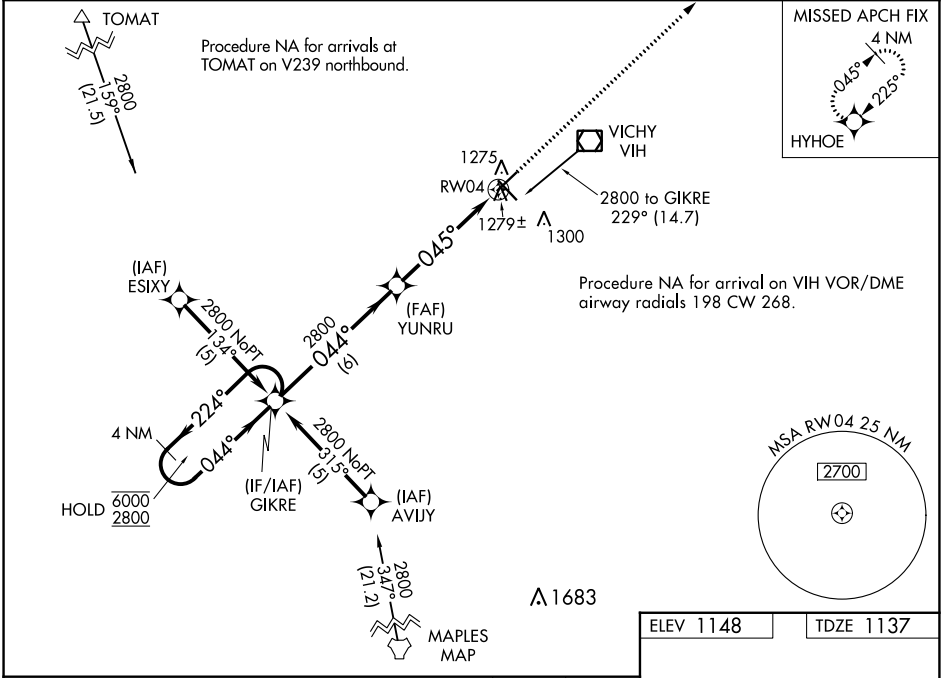 TOMAT
2800
159°
(21.5)
Procedure NA for arrivals at
TOMAT on V239 northbound.
MISSED APCH FIX
4 NM
045°
225°
HYHOE
VICHY
VIH
1275
RW04
1279±
1300
2800 to GIKRE
229° (14.7)
045°
(IAF)
ESIXY
2800 NoPT
134°
(5)
(FAF)
YUNRU
Procedure NA for arrival on VIH VOR/DME
airway radials 198 CW 268.
2800
044°
(6)
224°
044°
4 NM
HOLD
6000
2800
(IF/IAF)
GIKRE
2800 NoPT
315°
(5)
(IAF)
AVIJY
MSA RW04 25 NM
2700
2800
347°
(21.2)
MAPLES
MAP
1683
ELEV 1148
TDZE 1137